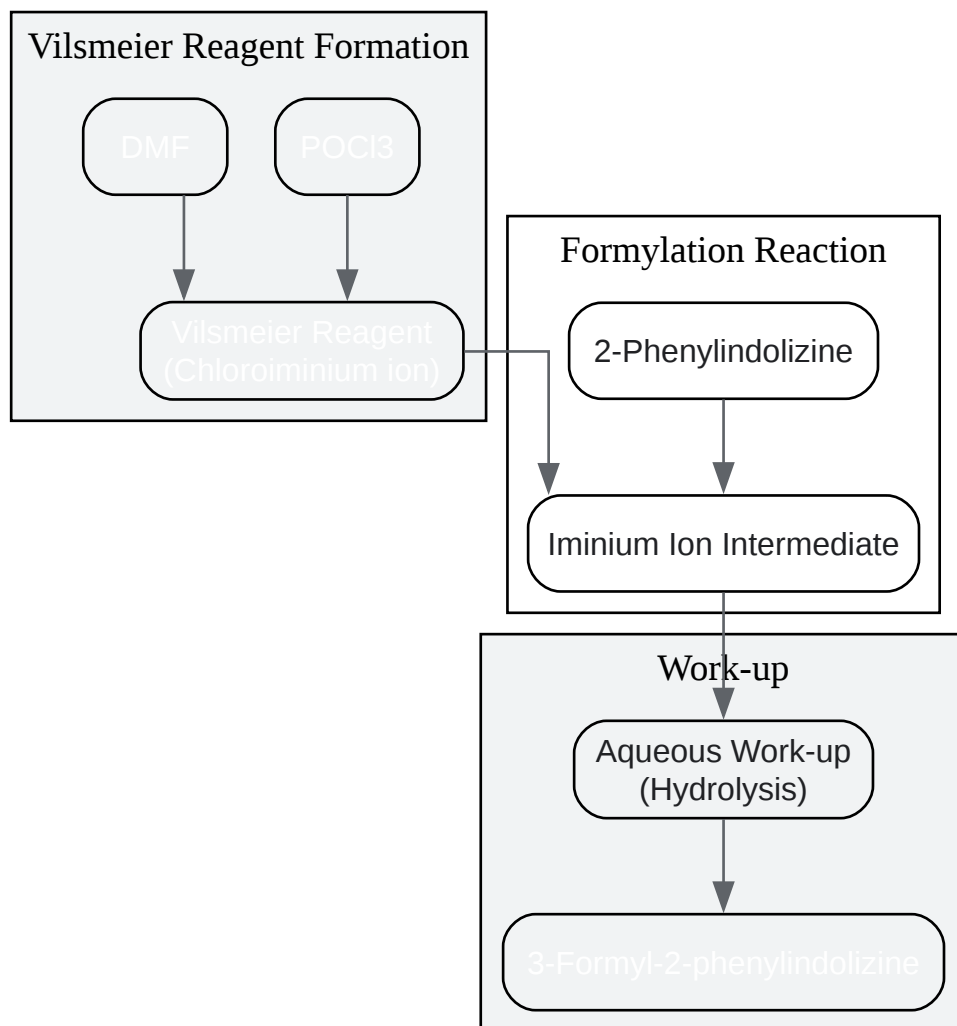 Vilsmeier Reagent Formation
DMF
POCl3
Vilsmeier Reagent
(Chloroiminium ion)
Formylation Reaction
2-Phenylindolizine
Iminium Ion Intermediate
Work-up
Aqueous Work-up
(Hydrolysis)
3-Formyl-2-phenylindolizine